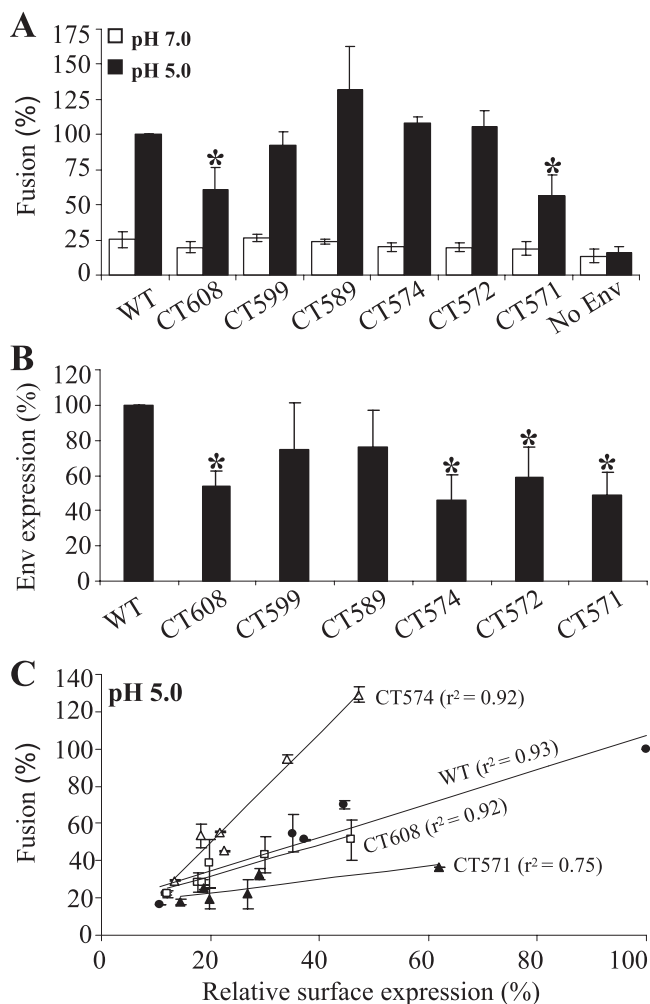 A
pH 7.0
pH 5.0
Fusion (%)
175
150
125
100
75
50
25
0
*
*
WT
CT608
CT599
CT589
CT574
CT572
CT571
No Env
B
Env expression (%)
120
100
80
60
40
20
0
*
*
*
*
WT
CT608
CT599
CT589
CT574
CT572
CT571
C
pH 5.0
Fusion (%)
140
120
100
80
60
40
20
0
CT574 (r² = 0.92)
WT (r² = 0.93)
CT608 (r² = 0.92)
CT571 (r² = 0.75)
0 20 40 60 80 100
Relative surface expression (%)